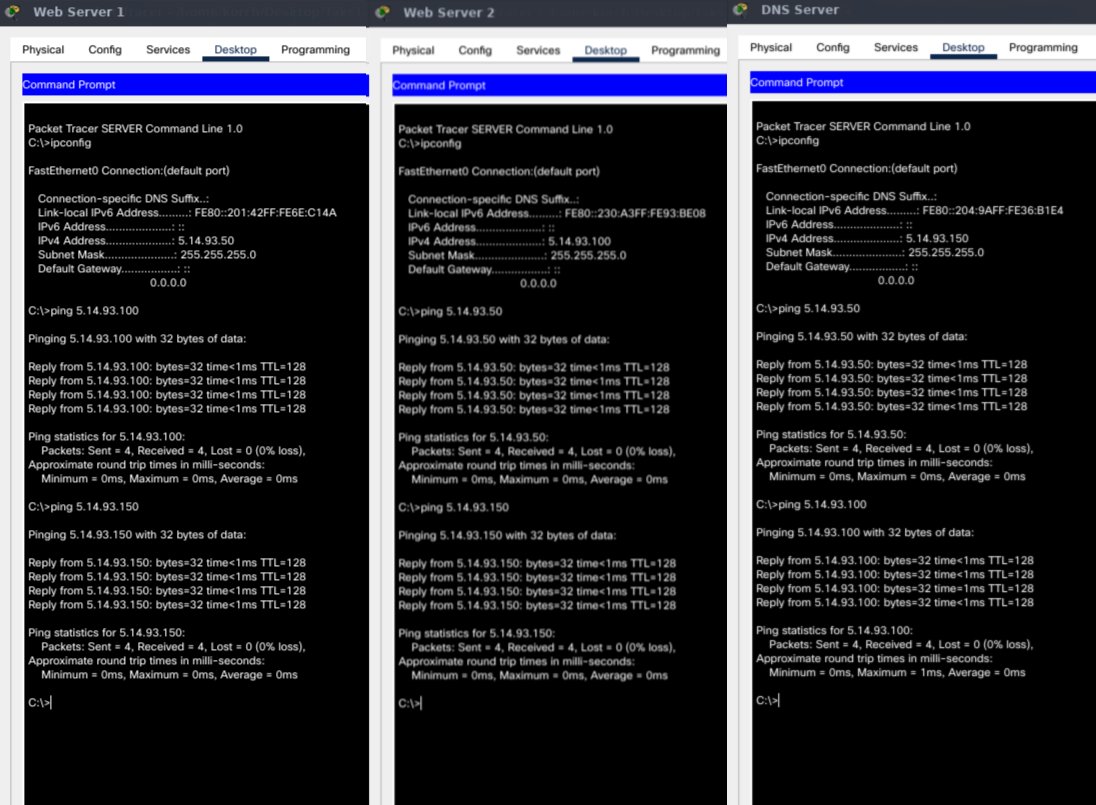 Web Server 1
Physical Config Services Desktop Programming
Command Prompt
Packet Tracer SERVER Command Line 1.0
C:\>ipconfig
FastEthernet0 Connection:(default port)
Connection-specific DNS Suffix..:
Link-local IPv6 Address.........: FE80::201:42FF:FE6E:C14A
IPv6 Address....................: ::
IPv4 Address....................: 5.14.93.50
Subnet Mask.....................: 255.255.255.0
Default Gateway.................: ::
0.0.0.0
C:\>ping 5.14.93.100
Pinging 5.14.93.100 with 32 bytes of data:
Reply from 5.14.93.100: bytes=32 time<1ms TTL=128
Reply from 5.14.93.100: bytes=32 time<1ms TTL=128
Reply from 5.14.93.100: bytes=32 time<1ms TTL=128
Reply from 5.14.93.100: bytes=32 time<1ms TTL=128
Ping statistics for 5.14.93.100:
Packets: Sent = 4, Received = 4, Lost = 0 (0% loss),
Approximate round trip times in milli-seconds:
Minimum = 0ms, Maximum = 0ms, Average = 0ms
C:\>ping 5.14.93.150
Pinging 5.14.93.150 with 32 bytes of data:
Reply from 5.14.93.150: bytes=32 time<1ms TTL=128
Reply from 5.14.93.150: bytes=32 time<1ms TTL=128
Reply from 5.14.93.150: bytes=32 time<1ms TTL=128
Reply from 5.14.93.150: bytes=32 time<1ms TTL=128
Ping statistics for 5.14.93.150:
Packets: Sent = 4, Received = 4, Lost = 0 (0% loss),
Approximate round trip times in milli-seconds:
Minimum = 0ms, Maximum = 0ms, Average = 0ms
C:\>
Web Server 2
Physical Config Services Desktop Programming
Command Prompt
Packet Tracer SERVER Command Line 1.0
C:\>ipconfig
FastEthernet0 Connection:(default port)
Connection-specific DNS Suffix..:
Link-local IPv6 Address.........: FE80::230:A3FF:FE93:BE08
IPv6 Address....................: ::
IPv4 Address....................: 5.14.93.100
Subnet Mask.....................: 255.255.255.0
Default Gateway.................: ::
0.0.0.0
C:\>ping 5.14.93.50
Pinging 5.14.93.50 with 32 bytes of data:
Reply from 5.14.93.50: bytes=32 time<1ms TTL=128
Reply from 5.14.93.50: bytes=32 time<1ms TTL=128
Reply from 5.14.93.50: bytes=32 time<1ms TTL=128
Reply from 5.14.93.50: bytes=32 time<1ms TTL=128
Ping statistics for 5.14.93.50:
Packets: Sent = 4, Received = 4, Lost = 0 (0% loss),
Approximate round trip times in milli-seconds:
Minimum = 0ms, Maximum = 0ms, Average = 0ms
C:\>ping 5.14.93.150
Pinging 5.14.93.150 with 32 bytes of data:
Reply from 5.14.93.150: bytes=32 time<1ms TTL=128
Reply from 5.14.93.150: bytes=32 time<1ms TTL=128
Reply from 5.14.93.150: bytes=32 time<1ms TTL=128
Reply from 5.14.93.150: bytes=32 time<1ms TTL=128
Ping statistics for 5.14.93.150:
Packets: Sent = 4, Received = 4, Lost = 0 (0% loss),
Approximate round trip times in milli-seconds:
Minimum = 0ms, Maximum = 0ms, Average = 0ms
C:\>
DNS Server
Physical Config Services Desktop Programming
Command Prompt
Packet Tracer SERVER Command Line 1.0
C:\>ipconfig
FastEthernet0 Connection:(default port)
Connection-specific DNS Suffix..:
Link-local IPv6 Address.........: FE80::204:9AFF:FE36:B1E4
IPv6 Address....................: ::
IPv4 Address....................: 5.14.93.150
Subnet Mask.....................: 255.255.255.0
Default Gateway.................: ::
0.0.0.0
C:\>ping 5.14.93.50
Pinging 5.14.93.50 with 32 bytes of data:
Reply from 5.14.93.50: bytes=32 time<1ms TTL=128
Reply from 5.14.93.50: bytes=32 time<1ms TTL=128
Reply from 5.14.93.50: bytes=32 time<1ms TTL=128
Reply from 5.14.93.50: bytes=32 time<1ms TTL=128
Ping statistics for 5.14.93.50:
Packets: Sent = 4, Received = 4, Lost = 0 (0% loss),
Approximate round trip times in milli-seconds:
Minimum = 0ms, Maximum = 0ms, Average = 0ms
C:\>ping 5.14.93.100
Pinging 5.14.93.100 with 32 bytes of data:
Reply from 5.14.93.100: bytes=32 time<1ms TTL=128
Reply from 5.14.93.100: bytes=32 time<1ms TTL=128
Reply from 5.14.93.100: bytes=32 time=1ms TTL=128
Reply from 5.14.93.100: bytes=32 time<1ms TTL=128
Ping statistics for 5.14.93.100:
Packets: Sent = 4, Received = 4, Lost = 0 (0% loss),
Approximate round trip times in milli-seconds:
Minimum = 0ms, Maximum = 1ms, Average = 0ms
C:\>